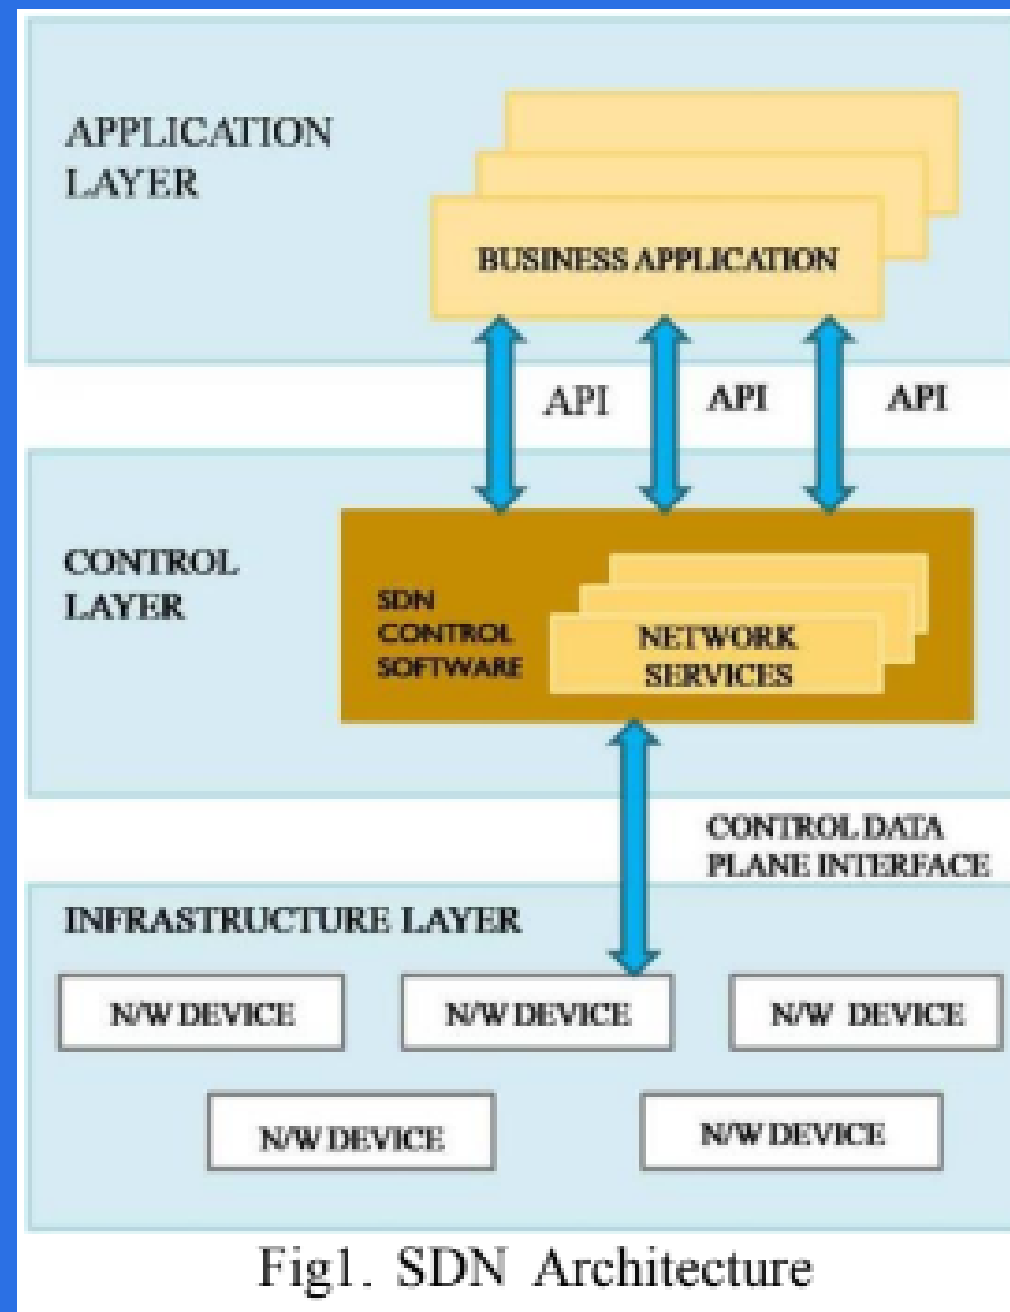 APPLICATION
LAYER
BUSINESS APPLICATION
API
API
API
CONTROL
LAYER
SDN
CONTROL
SOFTWARE
NETWORK
SERVICES
CONTROL DATA
PLANE INTERFACE
INFRASTRUCTURE LAYER
N/W DEVICE
N/W DEVICE
N/W DEVICE
N/W DEVICE
N/W DEVICE
Fig1. SDN Architecture